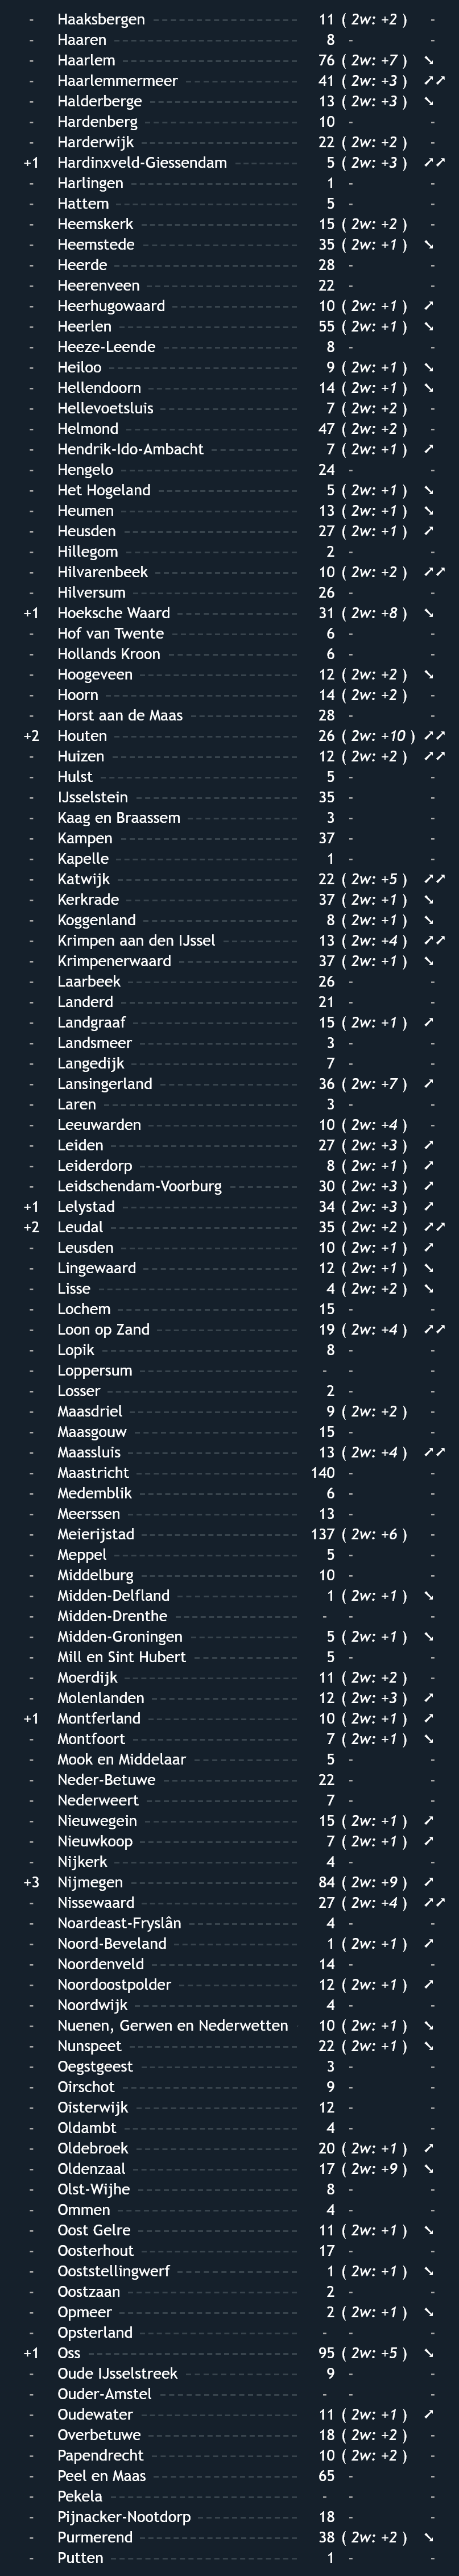 - Haaksbergen 11 ( 2w: +2 ) -
- Haaren 8 - -
- Haarlem 76 ( 2w: +7 ) ➘
- Haarlemmermeer 41 ( 2w: +3 ) ➚➚
- Halderberge 13 ( 2w: +3 ) ➘
- Hardenberg 10 - -
- Harderwijk 22 ( 2w: +2 ) -
+1 Hardinxveld-Giessendam 5 ( 2w: +3 ) ➚➚
- Harlingen 1 - -
- Hattem 5 - -
- Heemskerk 15 ( 2w: +2 ) -
- Heemstede 35 ( 2w: +1 ) ➘
- Heerde 28 - -
- Heerenveen 22 - -
- Heerhugowaard 10 ( 2w: +1 ) ➚
- Heerlen 55 ( 2w: +1 ) ➘
- Heeze-Leende 8 - -
- Heiloo 9 ( 2w: +1 ) ➘
- Hellendoorn 14 ( 2w: +1 ) ➘
- Hellevoetsluis 7 ( 2w: +2 ) -
- Helmond 47 ( 2w: +2 ) -
- Hendrik-Ido-Ambacht 7 ( 2w: +1 ) ➚
- Hengelo 24 - -
- Het Hogeland 5 ( 2w: +1 ) ➘
- Heumen 13 ( 2w: +1 ) ➘
- Heusden 27 ( 2w: +1 ) ➚
- Hillegom 2 - -
- Hilvarenbeek 10 ( 2w: +2 ) ➚➚
- Hilversum 26 - -
+1 Hoeksche Waard 31 ( 2w: +8 ) ➘
- Hof van Twente 6 - -
- Hollands Kroon 6 - -
- Hoogeveen 12 ( 2w: +2 ) ➘
- Hoorn 14 ( 2w: +2 ) -
- Horst aan de Maas 28 - -
+2 Houten 26 ( 2w: +10 ) ➚➚
- Huizen 12 ( 2w: +2 ) ➚➚
- Hulst 5 - -
- IJsselstein 35 - -
- Kaag en Braassem 3 - -
- Kampen 37 - -
- Kapelle 1 - -
- Katwijk 22 ( 2w: +5 ) ➚➚
- Kerkrade 37 ( 2w: +1 ) ➘
- Koggenland 8 ( 2w: +1 ) ➘
- Krimpen aan den IJssel 13 ( 2w: +4 ) ➚➚
- Krimpenerwaard 37 ( 2w: +1 ) ➘
- Laarbeek 26 - -
- Landerd 21 - -
- Landgraaf 15 ( 2w: +1 ) ➚
- Landsmeer 3 - -
- Langedijk 7 - -
- Lansingerland 36 ( 2w: +7 ) ➚
- Laren 3 - -
- Leeuwarden 10 ( 2w: +4 ) -
- Leiden 27 ( 2w: +3 ) ➚
- Leiderdorp 8 ( 2w: +1 ) ➚
- Leidschendam-Voorburg 30 ( 2w: +3 ) ➚
+1 Lelystad 34 ( 2w: +3 ) ➚
+2 Leudal 35 ( 2w: +2 ) ➚➚
- Leusden 10 ( 2w: +1 ) ➚
- Lingewaard 12 ( 2w: +1 ) ➘
- Lisse 4 ( 2w: +2 ) ➘
- Lochem 15 - -
- Loon op Zand 19 ( 2w: +4 ) ➚➚
- Lopik 8 - -
- Loppersum - - -
- Losser 2 - -
- Maasdriel 9 ( 2w: +2 ) -
- Maasgouw 15 - -
- Maassluis 13 ( 2w: +4 ) ➚➚
- Maastricht 140 - -
- Medemblik 6 - -
- Meerssen 13 - -
- Meierijstad 137 ( 2w: +6 ) -
- Meppel 5 - -
- Middelburg 10 - -
- Midden-Delfland 1 ( 2w: +1 ) ➘
- Midden-Drenthe - - -
- Midden-Groningen 5 ( 2w: +1 ) ➘
- Mill en Sint Hubert 5 - -
- Moerdijk 11 ( 2w: +2 ) -
- Molenlanden 12 ( 2w: +3 ) ➚
+1 Montferland 10 ( 2w: +1 ) ➚
- Montfoort 7 ( 2w: +1 ) ➘
- Mook en Middelaar 5 - -
- Neder-Betuwe 22 - -
- Nederweert 7 - -
- Nieuwegein 15 ( 2w: +1 ) ➚
- Nieuwkoop 7 ( 2w: +1 ) ➚
- Nijkerk 4 - -
+3 Nijmegen 84 ( 2w: +9 ) ➚
- Nissewaard 27 ( 2w: +4 ) ➚➚
- Noardeast-Fryslân 4 - -
- Noord-Beveland 1 ( 2w: +1 ) ➚
- Noordenveld 14 - -
- Noordoostpolder 12 ( 2w: +1 ) ➚
- Noordwijk 4 - -
- Nuenen, Gerwen en Nederwetten 10 ( 2w: +1 ) ➘
- Nunspeet 22 ( 2w: +1 ) ➘
- Oegstgeest 3 - -
- Oirschot 9 - -
- Oisterwijk 12 - -
- Oldambt 4 - -
- Oldebroek 20 ( 2w: +1 ) ➚
- Oldenzaal 17 ( 2w: +9 ) ➘
- Olst-Wijhe 8 - -
- Ommen 4 - -
- Oost Gelre 11 ( 2w: +1 ) ➘
- Oosterhout 17 - -
- Ooststellingwerf 1 ( 2w: +1 ) ➘
- Oostzaan 2 - -
- Opmeer 2 ( 2w: +1 ) ➘
- Opsterland - - -
+1 Oss 95 ( 2w: +5 ) ➘
- Oude IJsselstreek 9 - -
- Ouder-Amstel - - -
- Oudewater 11 ( 2w: +1 ) ➚
- Overbetuwe 18 ( 2w: +2 ) -
- Papendrecht 10 ( 2w: +2 ) -
- Peel en Maas 65 - -
- Pekela - - -
- Pijnacker-Nootdorp 18 - -
- Purmerend 38 ( 2w: +2 ) ➘
- Putten 1 - -